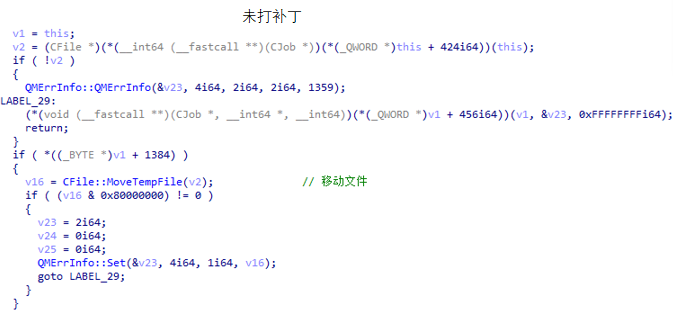 未打补丁
v1 = this;
v2 = (CFile *)(*(__int64 (__fastcall **)(CJob *))(*(_QWORD *)this + 424i64))(this);
if ( !v2 )
{
QMErrInfo::QMErrInfo(&v23, 4i64, 2i64, 2i64, 1359);
LABEL_29:
(*(void (__fastcall **)(CJob *, __int64 *, __int64))(*(_QWORD *)v1 + 456i64))(v1, &v23, 0xFFFFFFFFi64);
return;
}
if ( *((_BYTE *)v1 + 1384) )
{
v16 = CFile::MoveTempFile(v2); // 移动文件
if ( (v16 & 0x80000000) != 0 )
{
v23 = 2i64;
v24 = 0i64;
v25 = 0i64;
QMErrInfo::Set(&v23, 4i64, 1i64, v16);
goto LABEL_29;
}
}